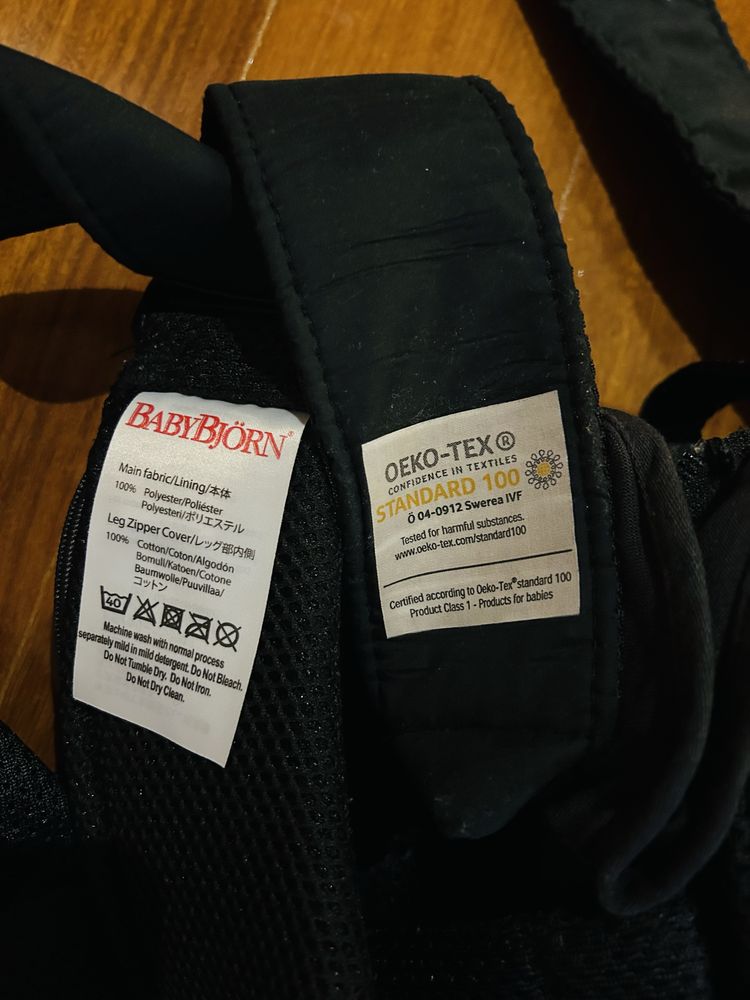 BABYBJÖRN®
Main fabric/Lining/本体
100% Polyester/Poliéster
Polyesteri/ポリエステル
Leg Zipper Cover/レッグ部内側
100% Cotton/Coton/Algodón
Bomull/Katoen/Cotone
Baumwolle/Puuvillaa/
コットン
40
Machine wash with normal process
separately mild in mild detergent. Do Not Bleach.
Do Not Tumble Dry. Do Not Iron.
Do Not Dry Clean.
OEKO-TEX®
CONFIDENCE IN TEXTILES
STANDARD 100
Ö 04-0912 Swerea IVF
Tested for harmful substances.
www.oeko-tex.com/standard100
Certified according to Oeko-Tex® standard 100
Product Class 1 - Products for babies